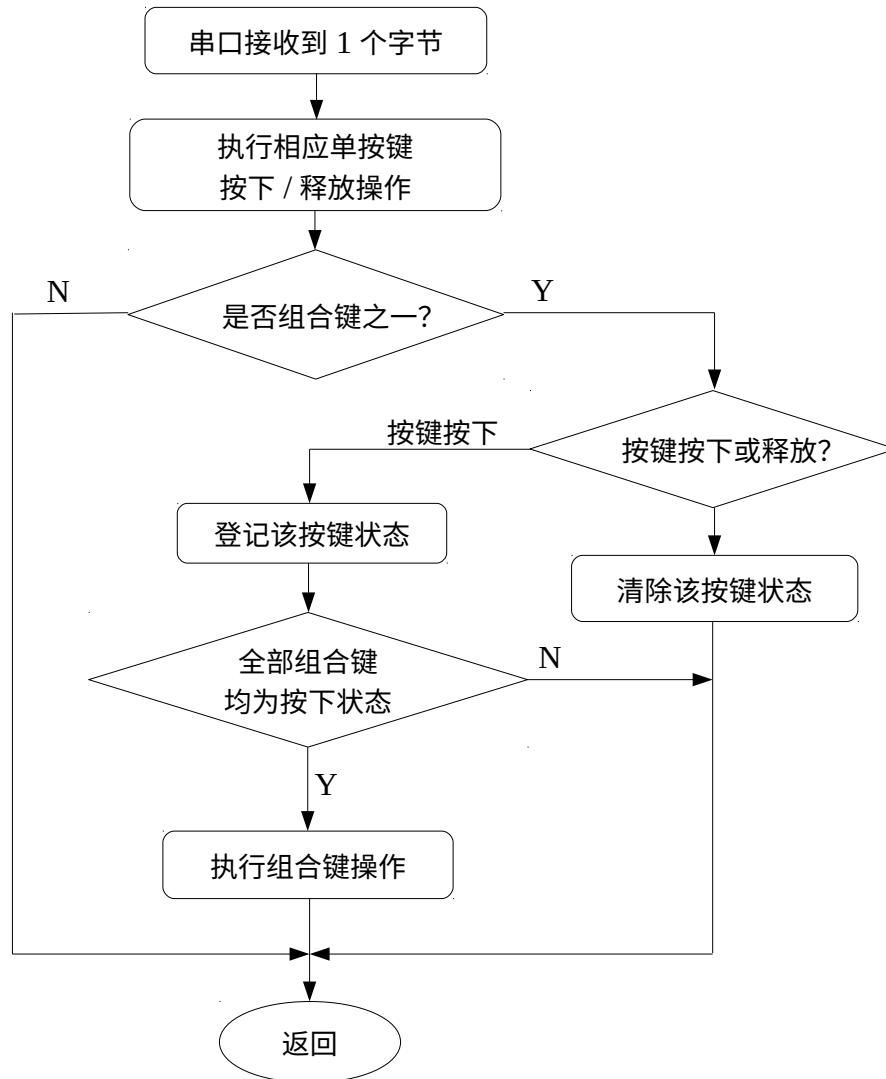 串口接收到 1 个字节
执行相应单按键
按下 / 释放操作
N
Y
是否组合键之一？
按键按下
按键按下或释放？
登记该按键状态
清除该按键状态
全部组合键
均为按下状态
N
Y
执行组合键操作
返回